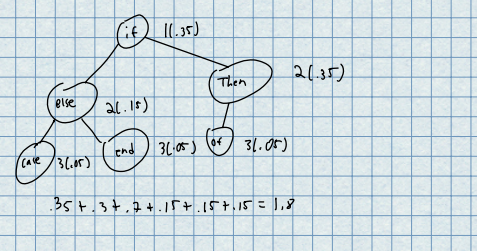 if 1(.35)
Then 2(.35)
else 2(.15)
case 3(.05) end 3(.05) of 3(.05)
.35 + .3 + .7 + .15 + .15 + .15 = 1.8